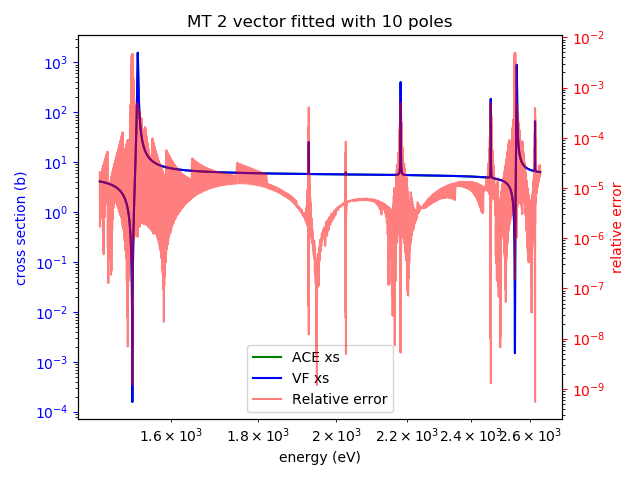 MT 2 vector fitted with 10 poles
10³
10²
10¹
10⁰
10⁻¹
10⁻²
10⁻³
10⁻⁴
cross section (b)
10⁻²
10⁻³
10⁻⁴
10⁻⁵
10⁻⁶
10⁻⁷
10⁻⁸
10⁻⁹
relative error
ACE xs
VF xs
Relative error
1.6 × 10³ 1.8 × 10³ 2 × 10³ 2.2 × 10³ 2.4 × 10³ 2.6 × 10³
energy (eV)